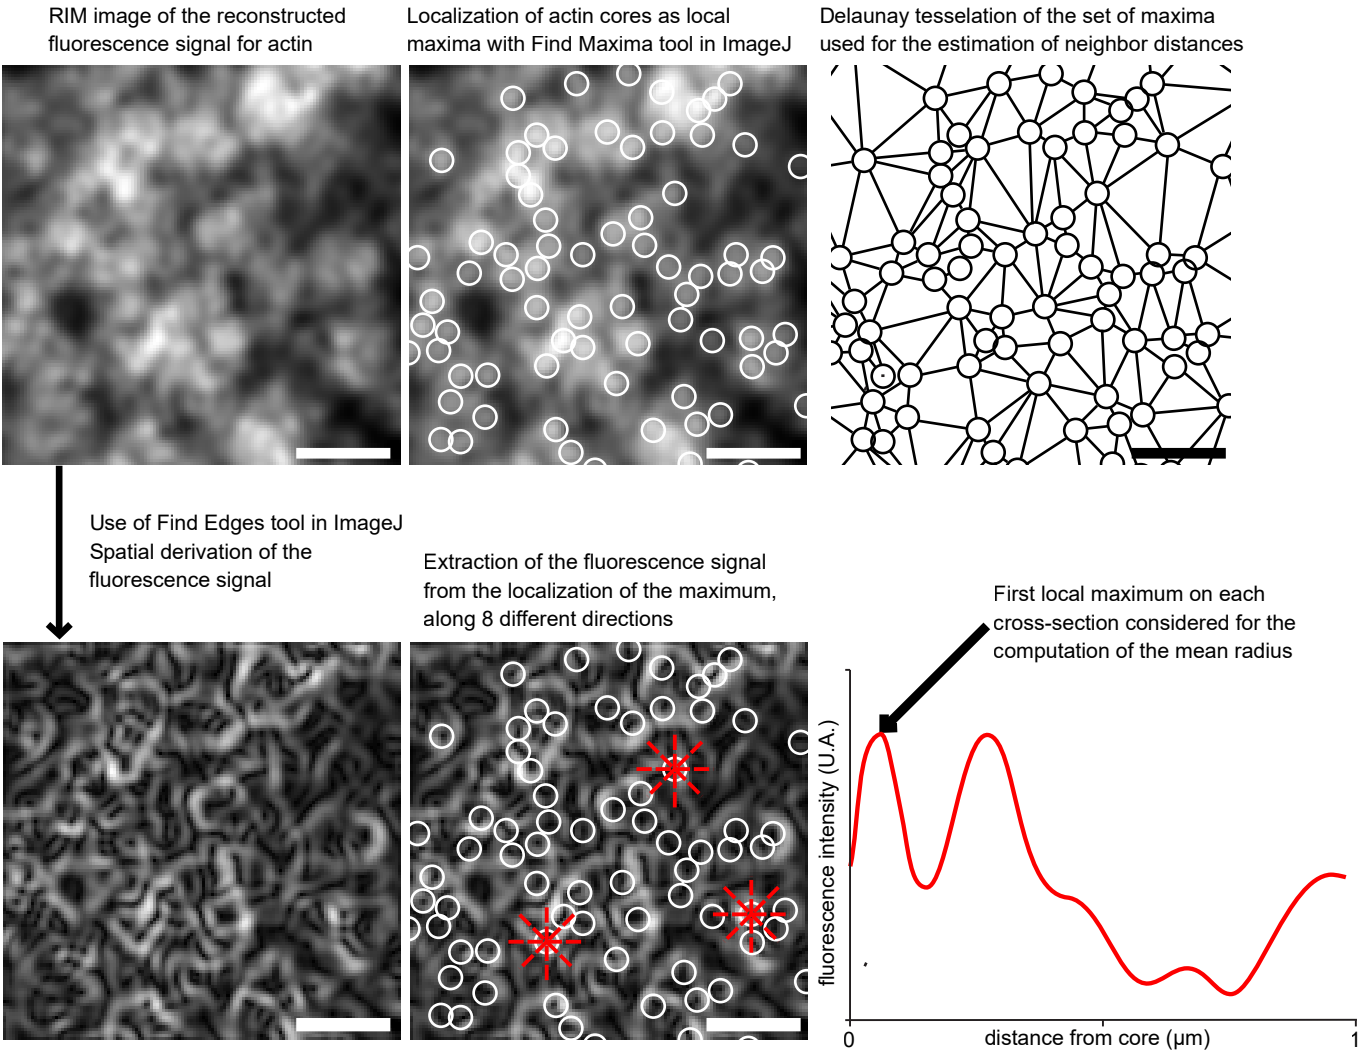 RIM image of the reconstructed
fluorescence signal for actin
Localization of actin cores as local
maxima with Find Maxima tool in ImageJ
Delaunay tesselation of the set of maxima
used for the estimation of neighbor distances
Use of Find Edges tool in ImageJ
Spatial derivation of the
fluorescence signal
Extraction of the fluorescence signal
from the localization of the maximum,
along 8 different directions
First local maximum on each
cross-section considered for the
computation of the mean radius
fluorescence intensity (U.A.)
0
distance from core (µm)
1